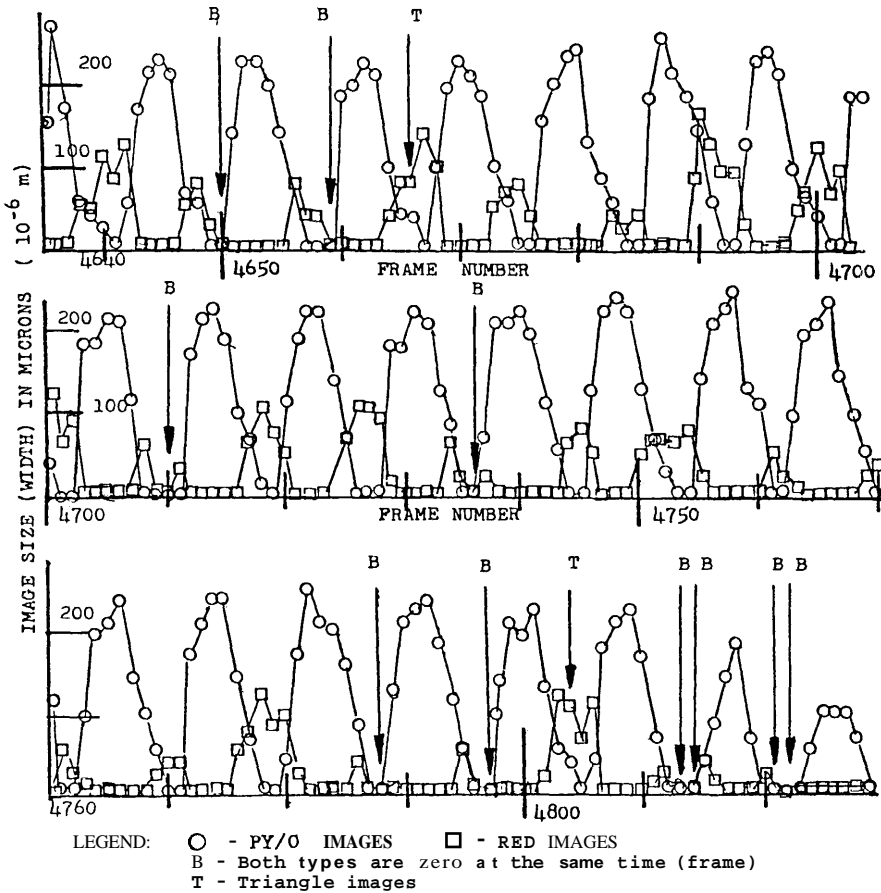 B B T
200
100
4640 4650 FRAME NUMBER 4700
IMAGE SIZE (WIDTH) IN MICRONS ( 10-6 m)
B B
200
100
4700 FRAME NUMBER 4750
B B T B B B B
200
4760 4800
LEGEND: ○ - PY/O IMAGES □ - RED IMAGES
B - Both types are zero at the same time (frame)
T - Triangle images